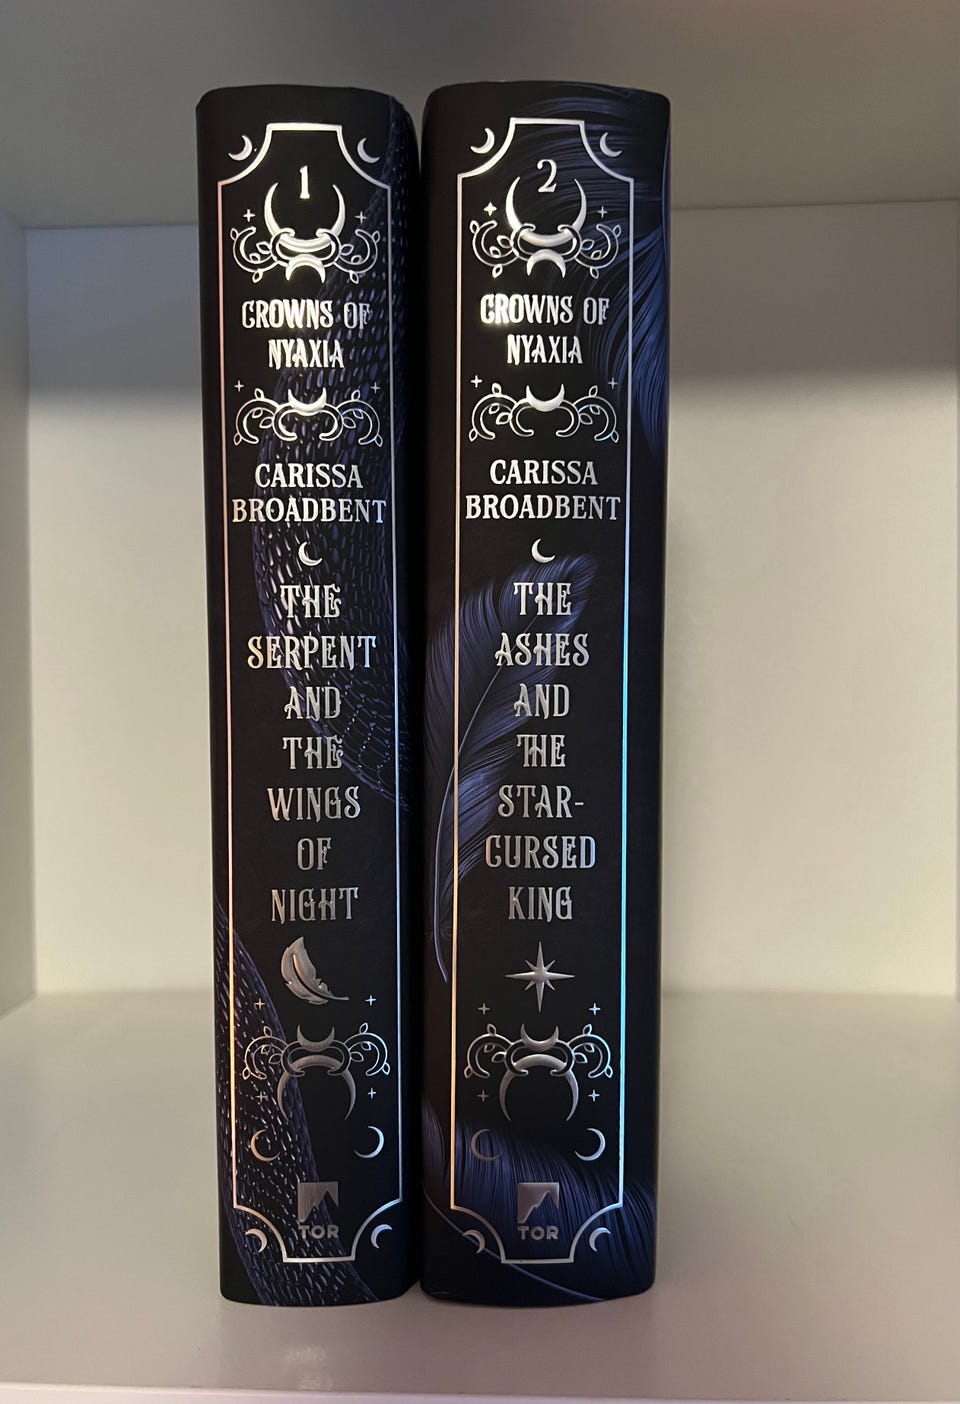 1
CROWNS OF
NYAXIA
CARISSA
BROADBENT
THE
SERPENT
AND
THE
WINGS
OF
NIGHT
TOR
2
CROWNS OF
NYAXIA
CARISSA
BROADBENT
THE
ASHES
AND
THE
STAR-
CURSED
KING
TOR